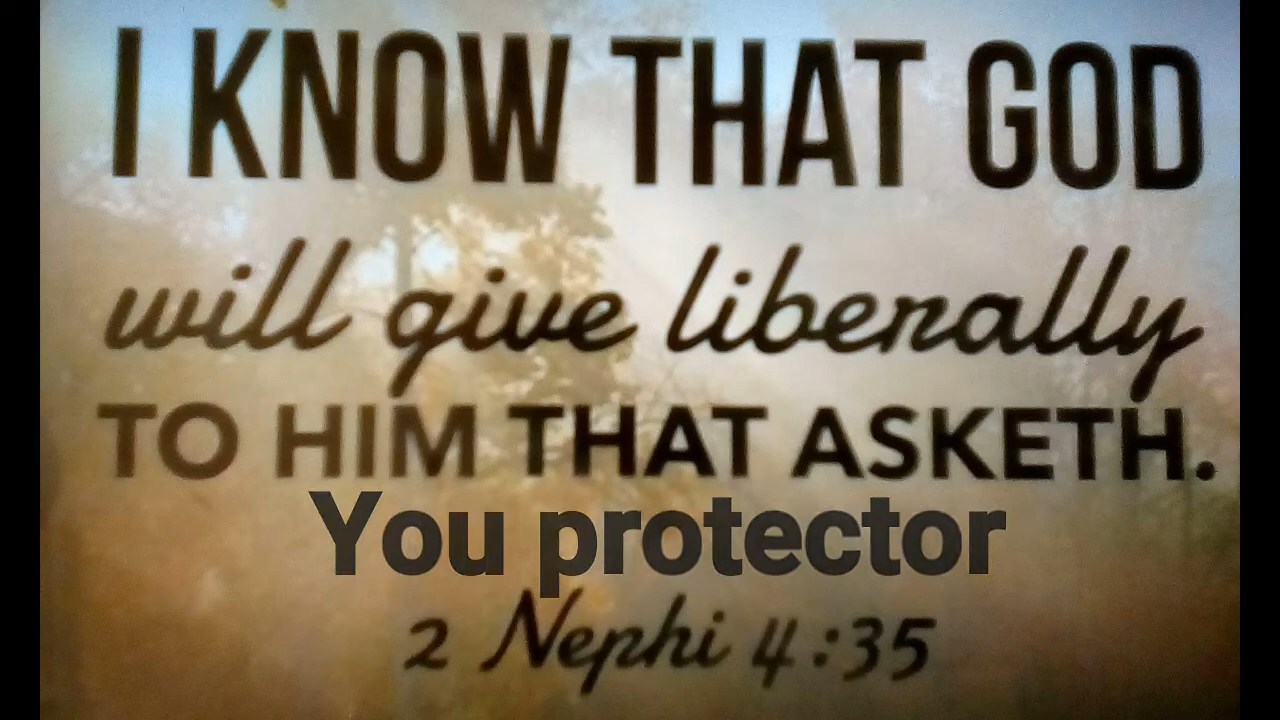 I KNOW THAT GOD
will give liberally
TO HIM THAT ASKETH.
You protector
2 Nephi 4:35